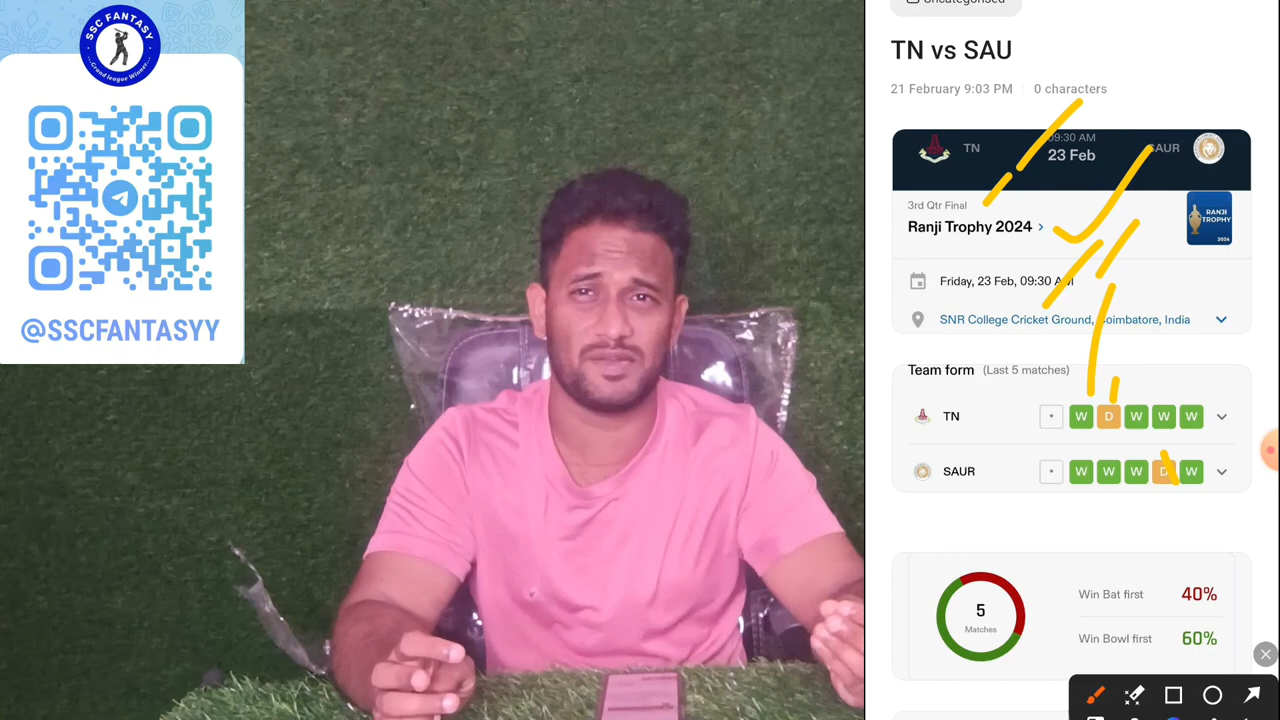 SSC FANTASY
...Grand league Winner...
@SSCFANTASYY
Uncategorised
TN vs SAU
21 February 9:03 PM | 0 characters
TN
09:30 AM
23 Feb
SAUR
3rd Qtr Final
Ranji Trophy 2024 >
RANJI
TROPHY
2024
Friday, 23 Feb, 09:30 AM
SNR College Cricket Ground, Coimbatore, India
Team form (Last 5 matches)
TN W D W W W
SAUR W W W D W
5
Matches
Win Bat first 40%
Win Bowl first 60%